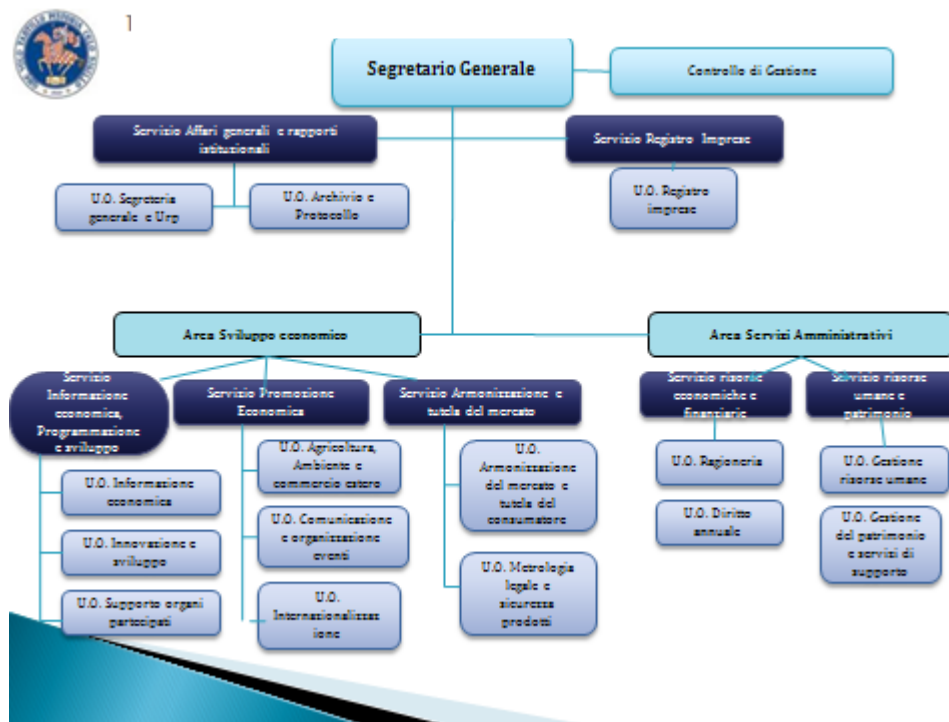 1
Segretario Generale
Controllo di Gestione
Servizio Affari generali e rapporti
istituzionali
Servizio Registro Imprese
U.O. Segreteria
generale e Urp
U.O. Archivio e
Protocollo
U.O. Registro
imprese
Area Sviluppo economico
Area Servizi Amministrativi
Servizio
Informazione
economica,
Programmazione
e sviluppo
Servizio Promozione
Economica
Servizio Armonizzazione e
tutela del mercato
Servizio risorse
economiche e
finanziarie
Servizio risorse
umane e
patrimonio
U.O. Informazione
economica
U.O. Innovazione e
sviluppo
U.O. Supporto organi
partecipati
U.O. Agricoltura,
Ambiente e
commercio estero
U.O. Comunicazione
e organizzazione
eventi
U.O.
Internazionalizzaz
ione
U.O.
Armonizzazione
del mercato e
tutela del
consumatore
U.O. Metrologia
legale e
sicurezza
prodotti
U.O. Ragioneria
U.O. Diritto
annuale
U.O. Gestione
risorse umane
U.O. Gestione
del patrimonio
e servizi di
supporto